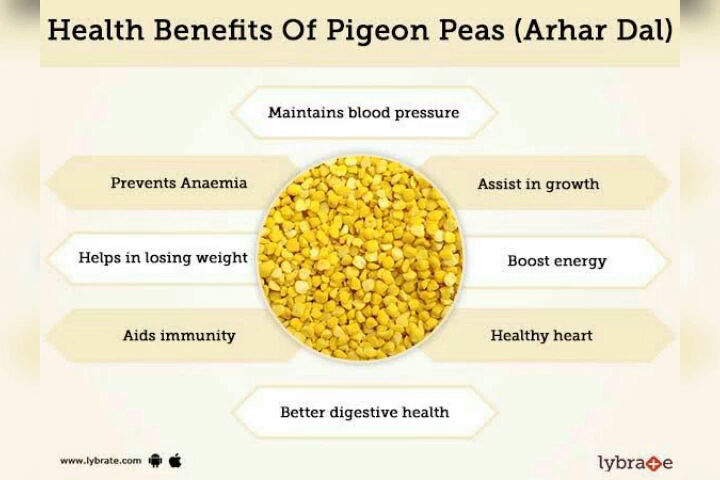 Health Benefits Of Pigeon Peas (Arhar Dal)
Maintains blood pressure
Prevents Anaemia
Assist in growth
Helps in losing weight
Boost energy
Aids immunity
Healthy heart
Better digestive health
www.lybrate.com
lybrate